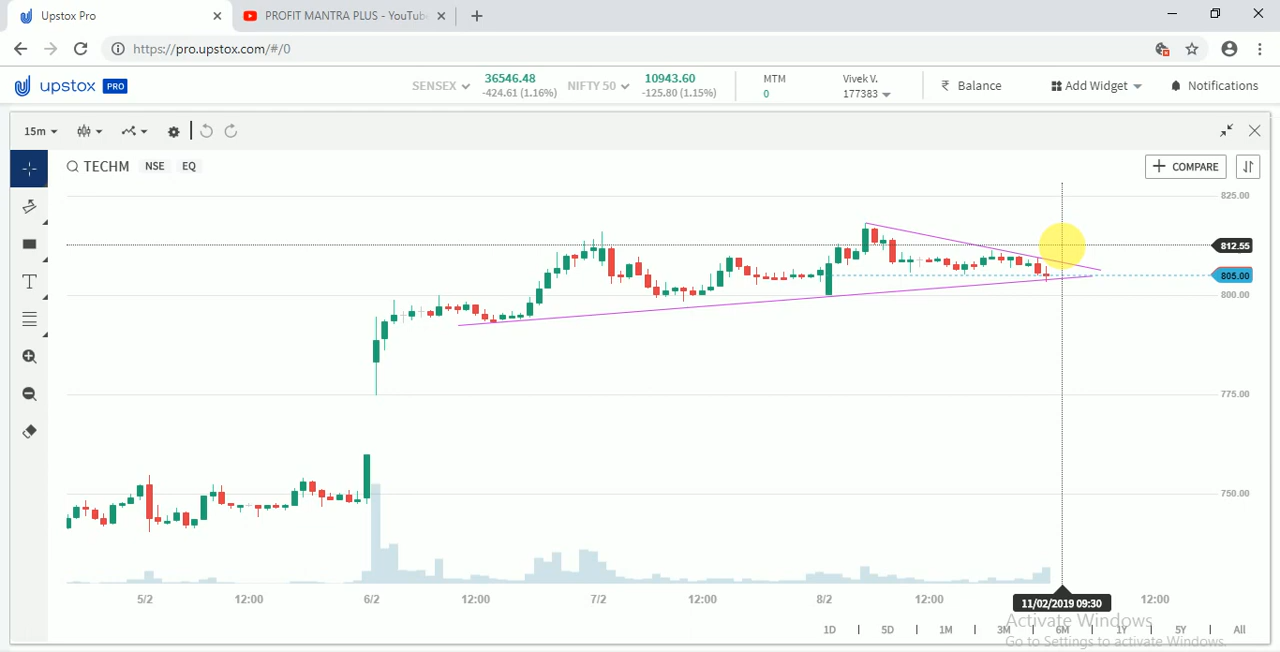 Upstox Pro
PROFIT MANTRA PLUS - YouTub
https://pro.upstox.com/#/0
upstox PRO
SENSEX 36546.48 -424.61 (1.16%)
NIFTY 50 10943.60 -125.80 (1.15%)
MTM 0
Vivek V. 177383
₹ Balance
Add Widget
Notifications
15m
TECHM NSE EQ
+ COMPARE
825.00
812.55
805.00
800.00
T
775.00
750.00
5/2 12:00 6/2 12:00 7/2 12:00 8/2 12:00 11/02/2019 09:30 12:00
Activate Windows
1D 5D 1M 3M 6M 1Y 5Y All
Go to Settings to activate Windows.